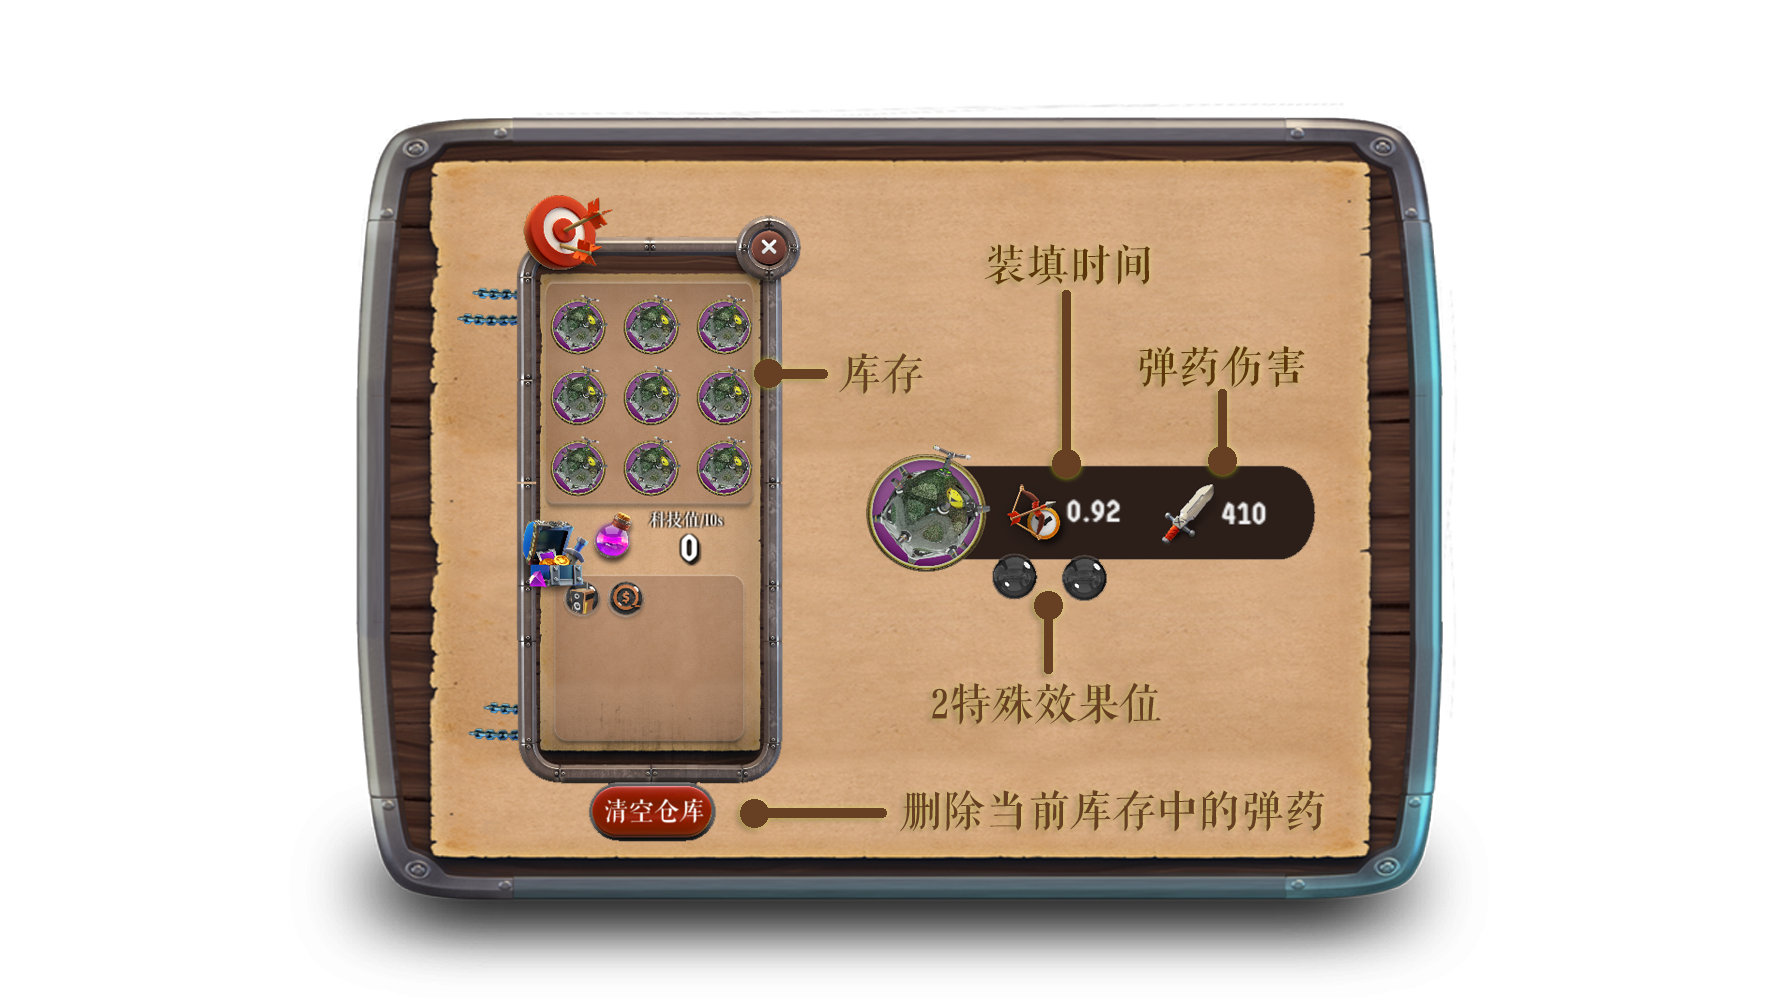 装填时间
弹药伤害
库存
0.92
410
科技值/10s
0
2特殊效果位
清空仓库
删除当前库存中的弹药